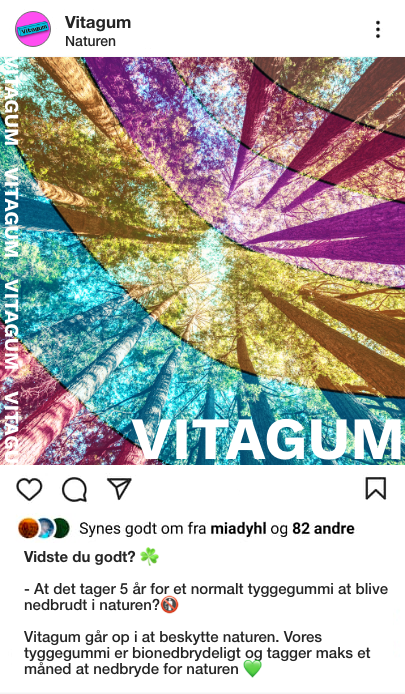 Vitagum
Vitagum
Naturen
VITAGUM
VITAGUM
VITAGUM
VITAG
VITAGUM
Synes godt om fra miadyhl og 82 andre
Vidste du godt? ☘️
- At det tager 5 år for et normalt tyggegummi at blive
nedbrudt i naturen?🚯
Vitagum går op i at beskytte naturen. Vores
tyggegummi er bionedbrydeligt og tagger maks et
måned at nedbryde for naturen 💚